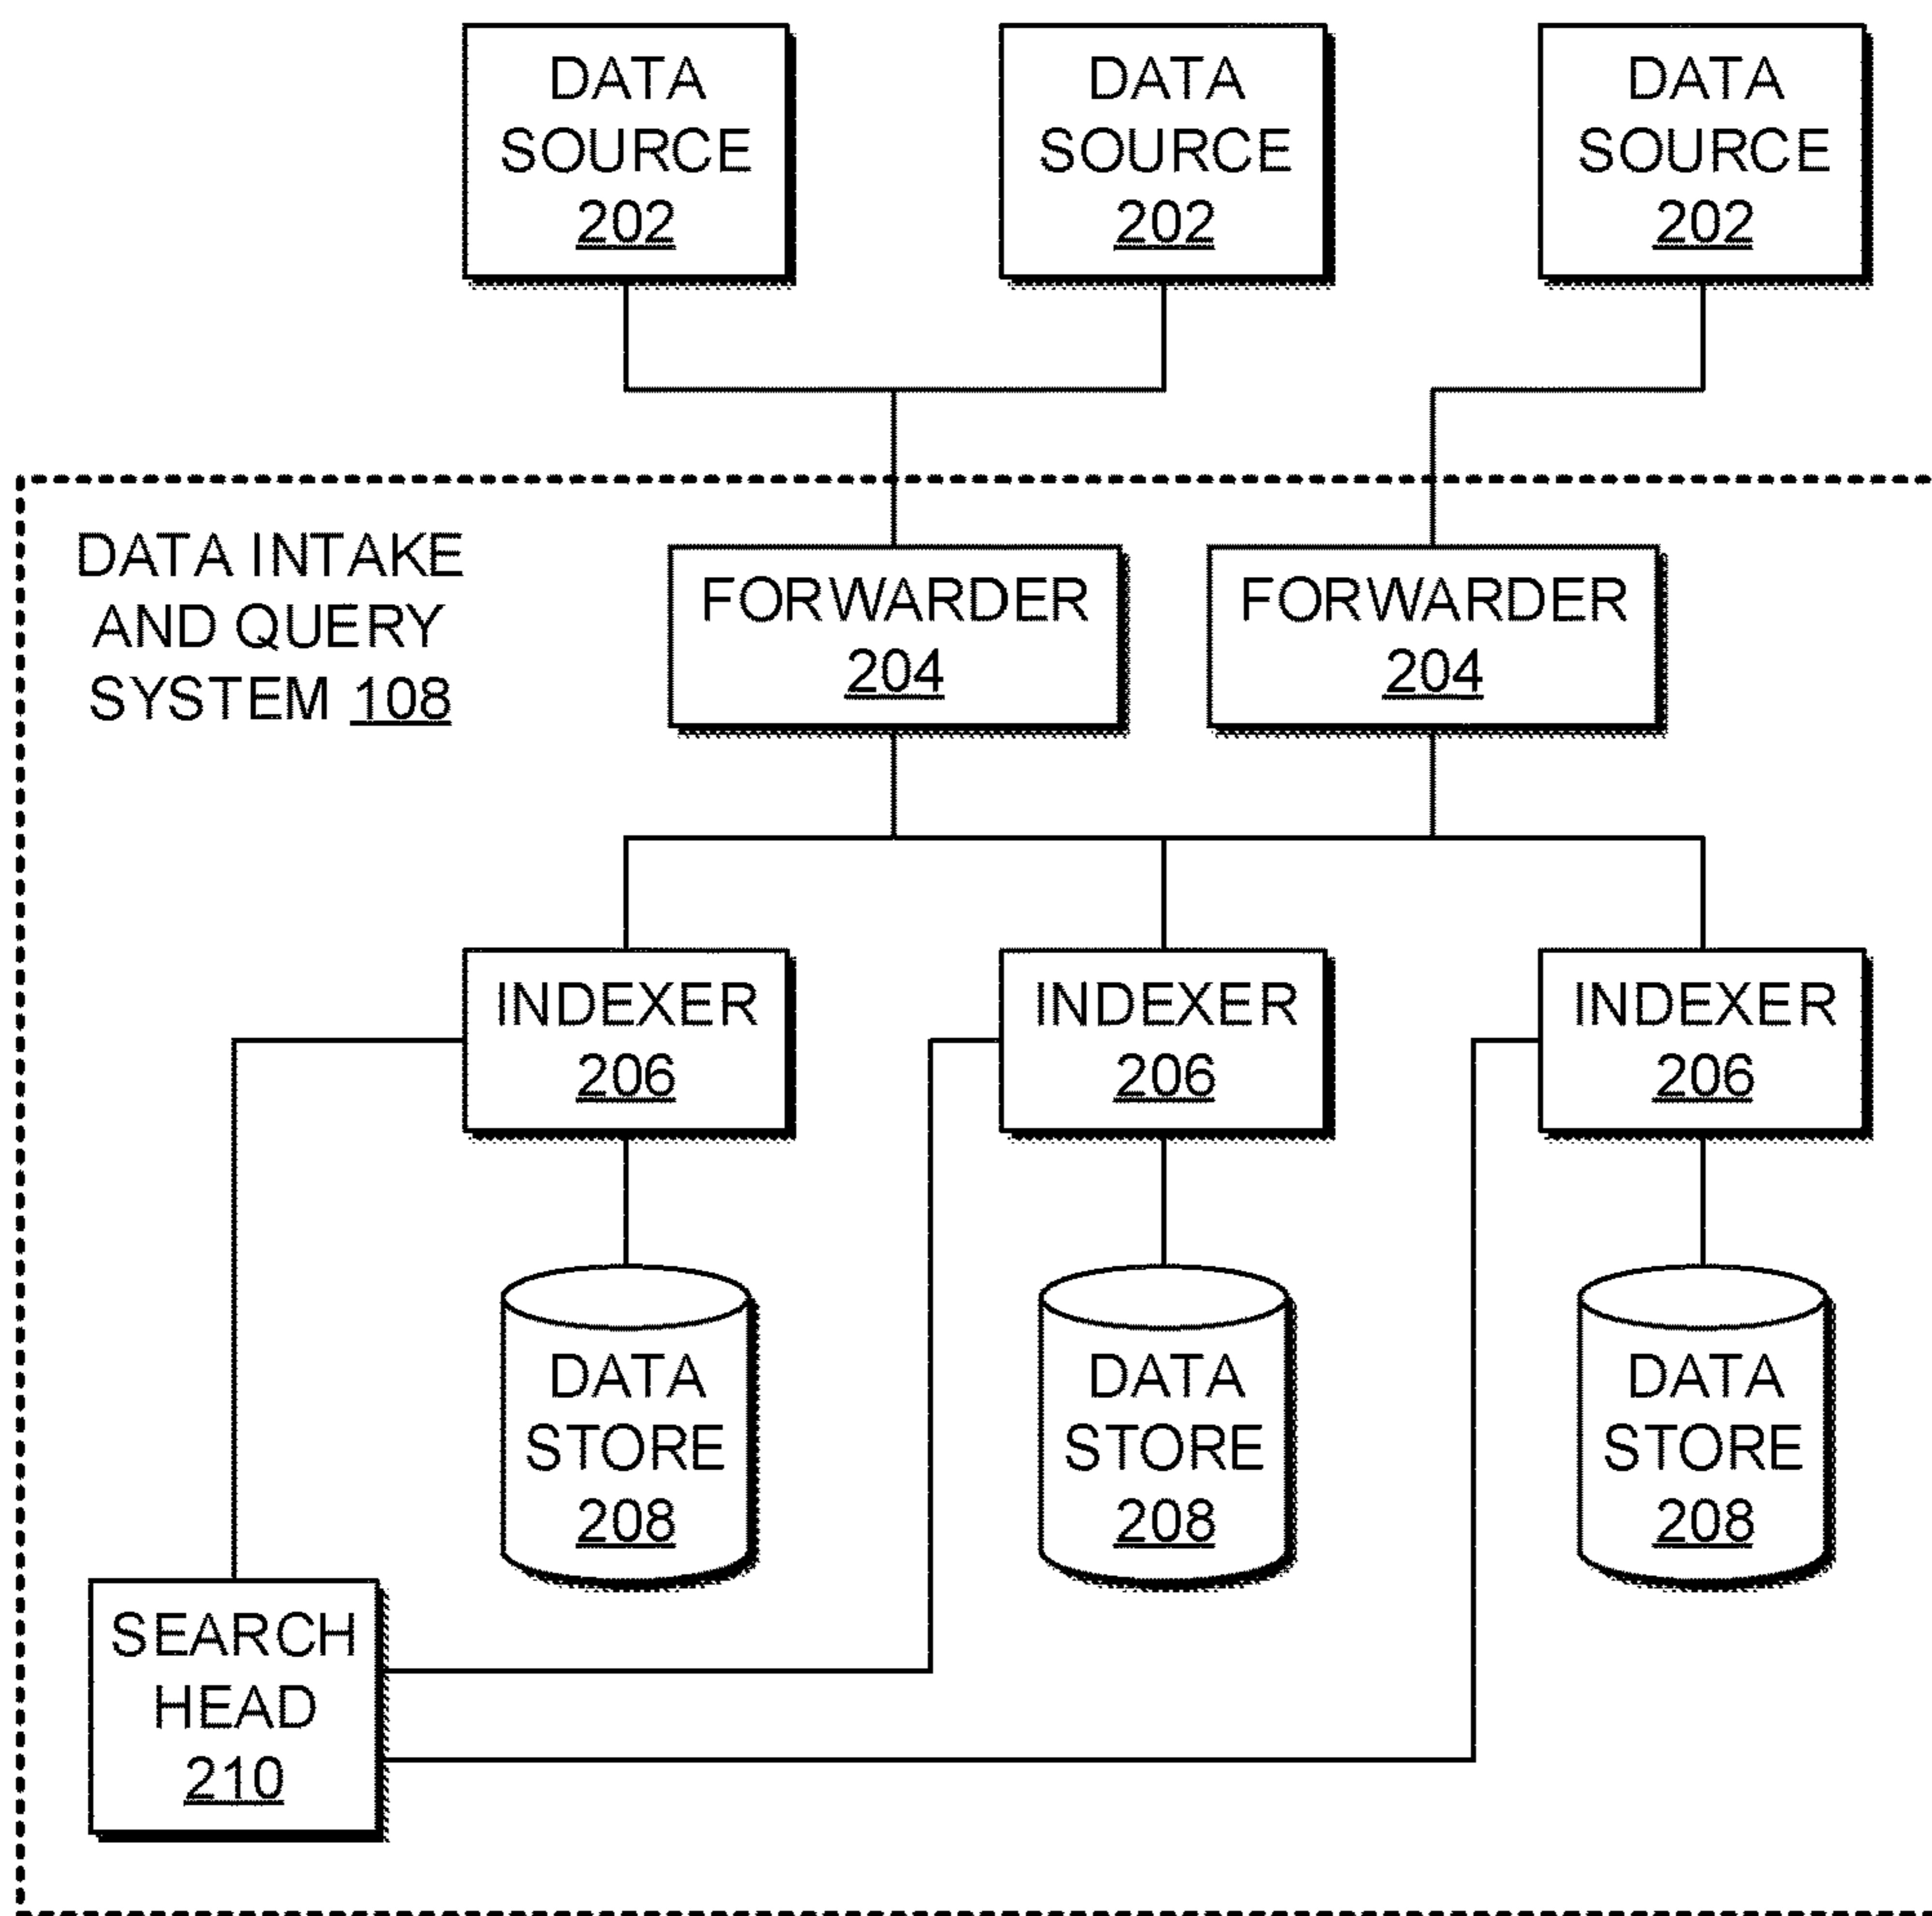 DATA
SOURCE
202
DATA
SOURCE
202
DATA
SOURCE
202
DATA INTAKE
AND QUERY
SYSTEM 108
FORWARDER
204
FORWARDER
204
INDEXER
206
INDEXER
206
INDEXER
206
DATA
STORE
208
DATA
STORE
208
DATA
STORE
208
SEARCH
HEAD
210